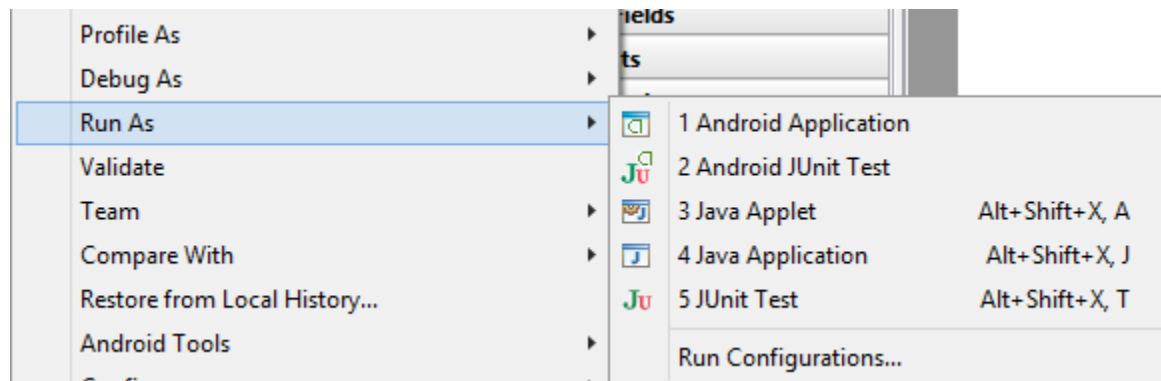 Fields
Profile As
ts
Debug As
Run As
1 Android Application
Validate
2 Android JUnit Test
Team
3 Java Applet Alt+Shift+X, A
Compare With
4 Java Application Alt+Shift+X, J
Restore from Local History...
5 JUnit Test Alt+Shift+X, T
Android Tools
Run Configurations...